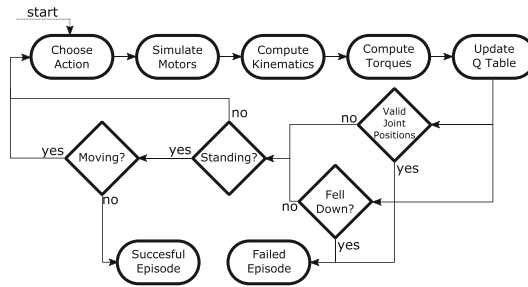 start
Choose
Action
Simulate
Motors
Compute
Kinematics
Compute
Torques
Update
Q Table
no
Valid
Joint
Positions
yes
no
yes
Moving?
yes
Standing?
no
Fell
Down?
no
yes
Succesful
Episode
Failed
Episode